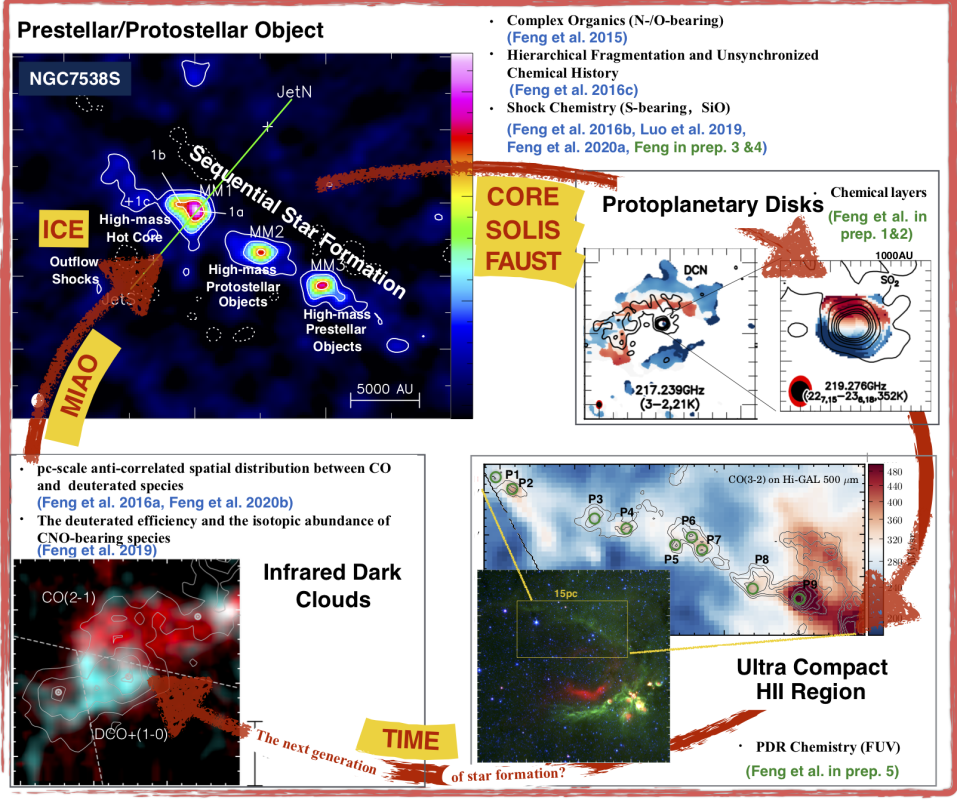 Prestellar/Protostellar Object
• Complex Organics (N-/O-bearing)
(Feng et al. 2015)
• Hierarchical Fragmentation and Unsynchronized
Chemical History
(Feng et al. 2016c)
• Shock Chemistry (S-bearing, SiO)
(Feng et al. 2016b, Luo et al. 2019,
Feng et al. 2020a, Feng in prep. 3 &4)
NGC7538S
JetN
Sequential Star Formation
1b
MM1
+1c
1a
High-mass
Hot Core
ICE
Outflow
Shocks
JetS
MM2
High-mass
Protostellar
Objects
MM3
High-mass
Prestellar
Objects
5000 AU
MIAO
CORE
SOLIS
FAUST
Protoplanetary Disks
• Chemical layers
(Feng et al. in
prep. 1&2)
DCN
217.239GHz
(3−2,21K)
1000AU
SO₂
219.276GHz
(22₇,₁₅−23₆,₁₈,352K)
• pc-scale anti-correlated spatial distribution between CO
and deuterated species
(Feng et al. 2016a, Feng et al. 2020b)
• The deuterated efficiency and the isotopic abundance of
CNO-bearing species
(Feng et al. 2019)
Infrared Dark
Clouds
CO(2-1)
DCO+(1-0)
CO(3-2) on Hi-GAL 500 μm
P1
P2
P3
P4
P5
P6
P7
P8
P9
480
440
400
360
320
280
15pc
Ultra Compact
HII Region
• PDR Chemistry (FUV)
(Feng et al. in prep. 5)
TIME
The next generation
of star formation?